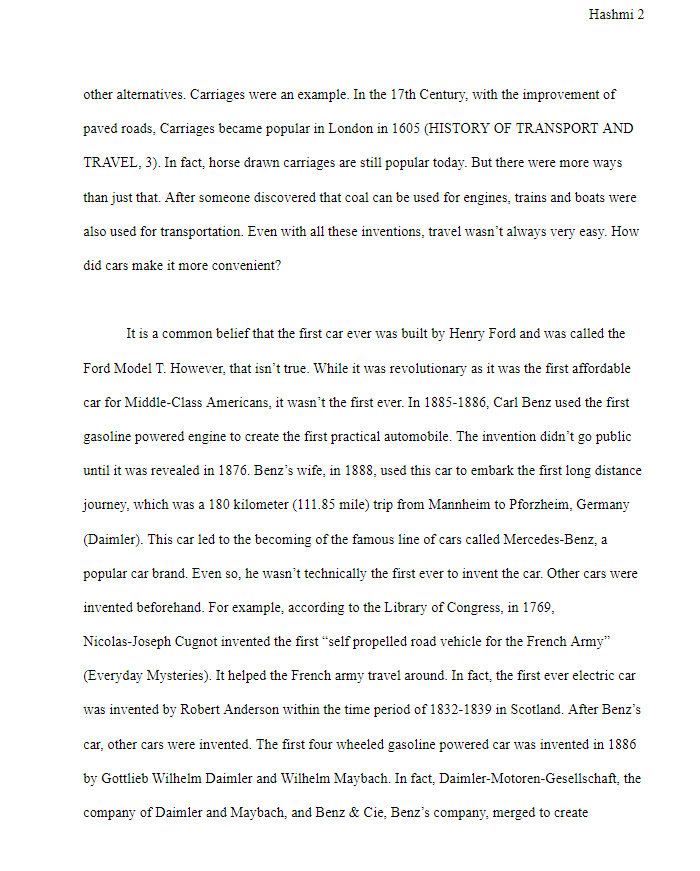 Hashmi 2
other alternatives. Carriages were an example. In the 17th Century, with the improvement of
paved roads, Carriages became popular in London in 1605 (HISTORY OF TRANSPORT AND
TRAVEL, 3). In fact, horse drawn carriages are still popular today. But there were more ways
than just that. After someone discovered that coal can be used for engines, trains and boats were
also used for transportation. Even with all these inventions, travel wasn’t always very easy. How
did cars make it more convenient?
It is a common belief that the first car ever was built by Henry Ford and was called the
Ford Model T. However, that isn’t true. While it was revolutionary as it was the first affordable
car for Middle-Class Americans, it wasn’t the first ever. In 1885-1886, Carl Benz used the first
gasoline powered engine to create the first practical automobile. The invention didn’t go public
until it was revealed in 1876. Benz’s wife, in 1888, used this car to embark the first long distance
journey, which was a 180 kilometer (111.85 mile) trip from Mannheim to Pforzheim, Germany
(Daimler). This car led to the becoming of the famous line of cars called Mercedes-Benz, a
popular car brand. Even so, he wasn’t technically the first ever to invent the car. Other cars were
invented beforehand. For example, according to the Library of Congress, in 1769,
Nicolas-Joseph Cugnot invented the first “self propelled road vehicle for the French Army”
(Everyday Mysteries). It helped the French army travel around. In fact, the first ever electric car
was invented by Robert Anderson within the time period of 1832-1839 in Scotland. After Benz’s
car, other cars were invented. The first four wheeled gasoline powered car was invented in 1886
by Gottlieb Wilhelm Daimler and Wilhelm Maybach. In fact, Daimler-Motoren-Gesellschaft, the
company of Daimler and Maybach, and Benz & Cie, Benz’s company, merged to create